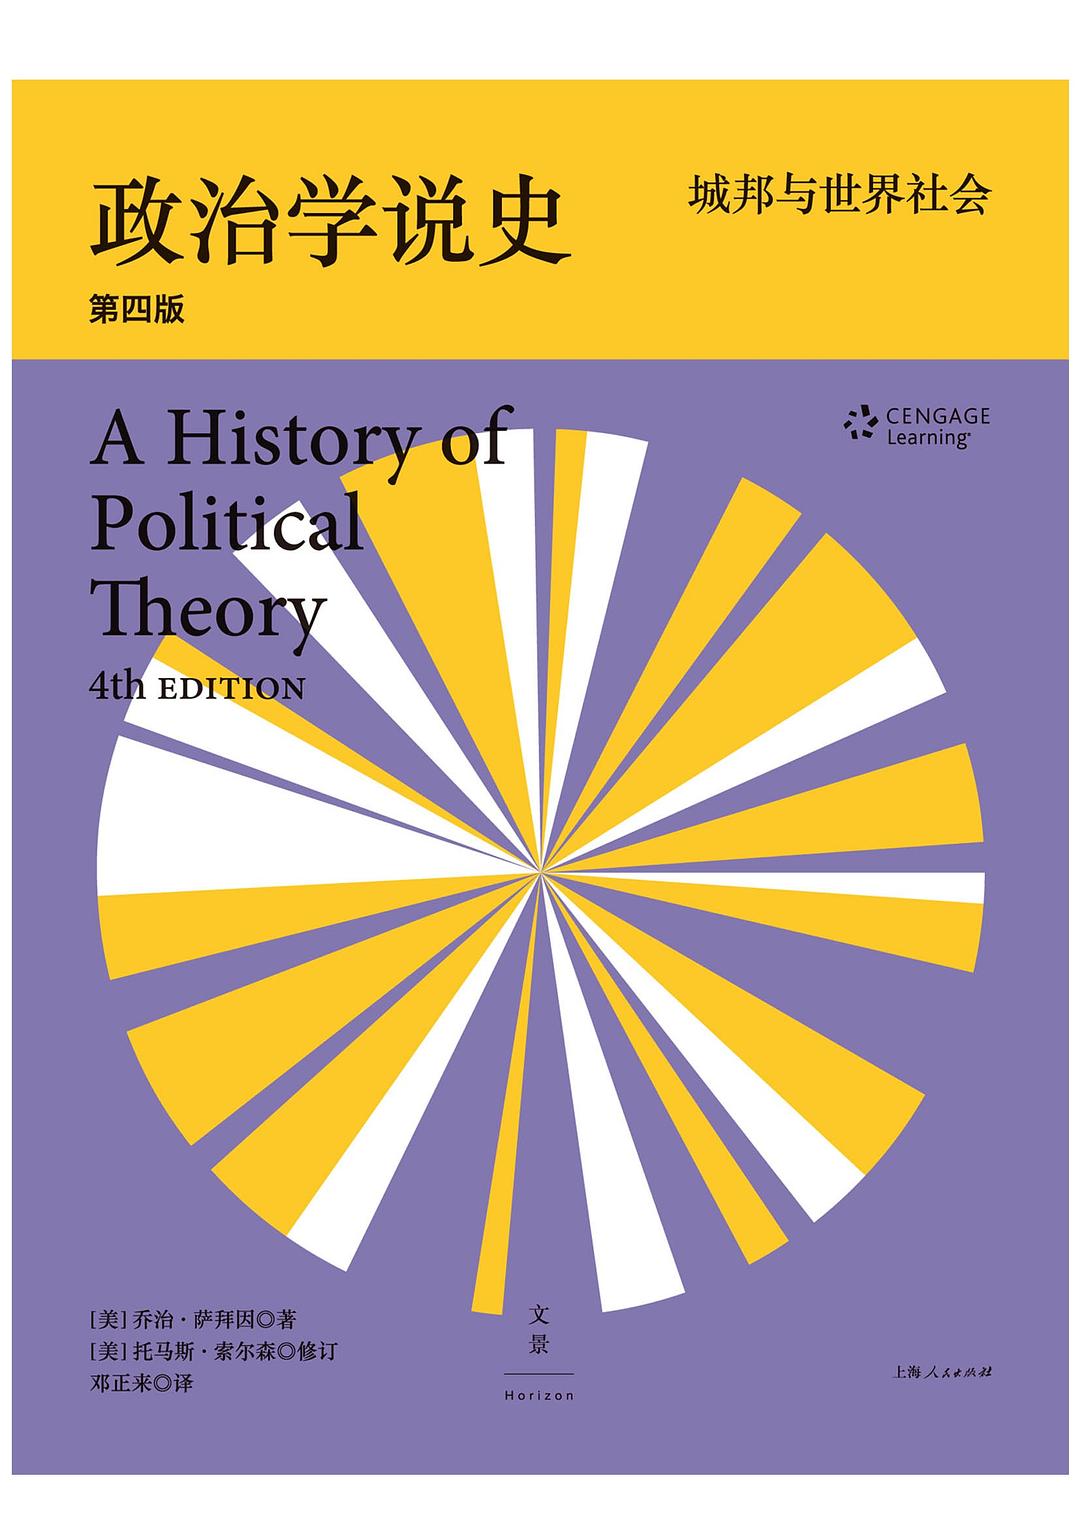 政治学说史
城邦与世界社会
第四版
A History of
Political
Theory
4th EDITION
CENGAGE
Learning®
[美] 乔治·萨拜因◎著
[美] 托马斯·索尔森◎修订
邓正来◎译
文
景
Horizon
上海人民出版社